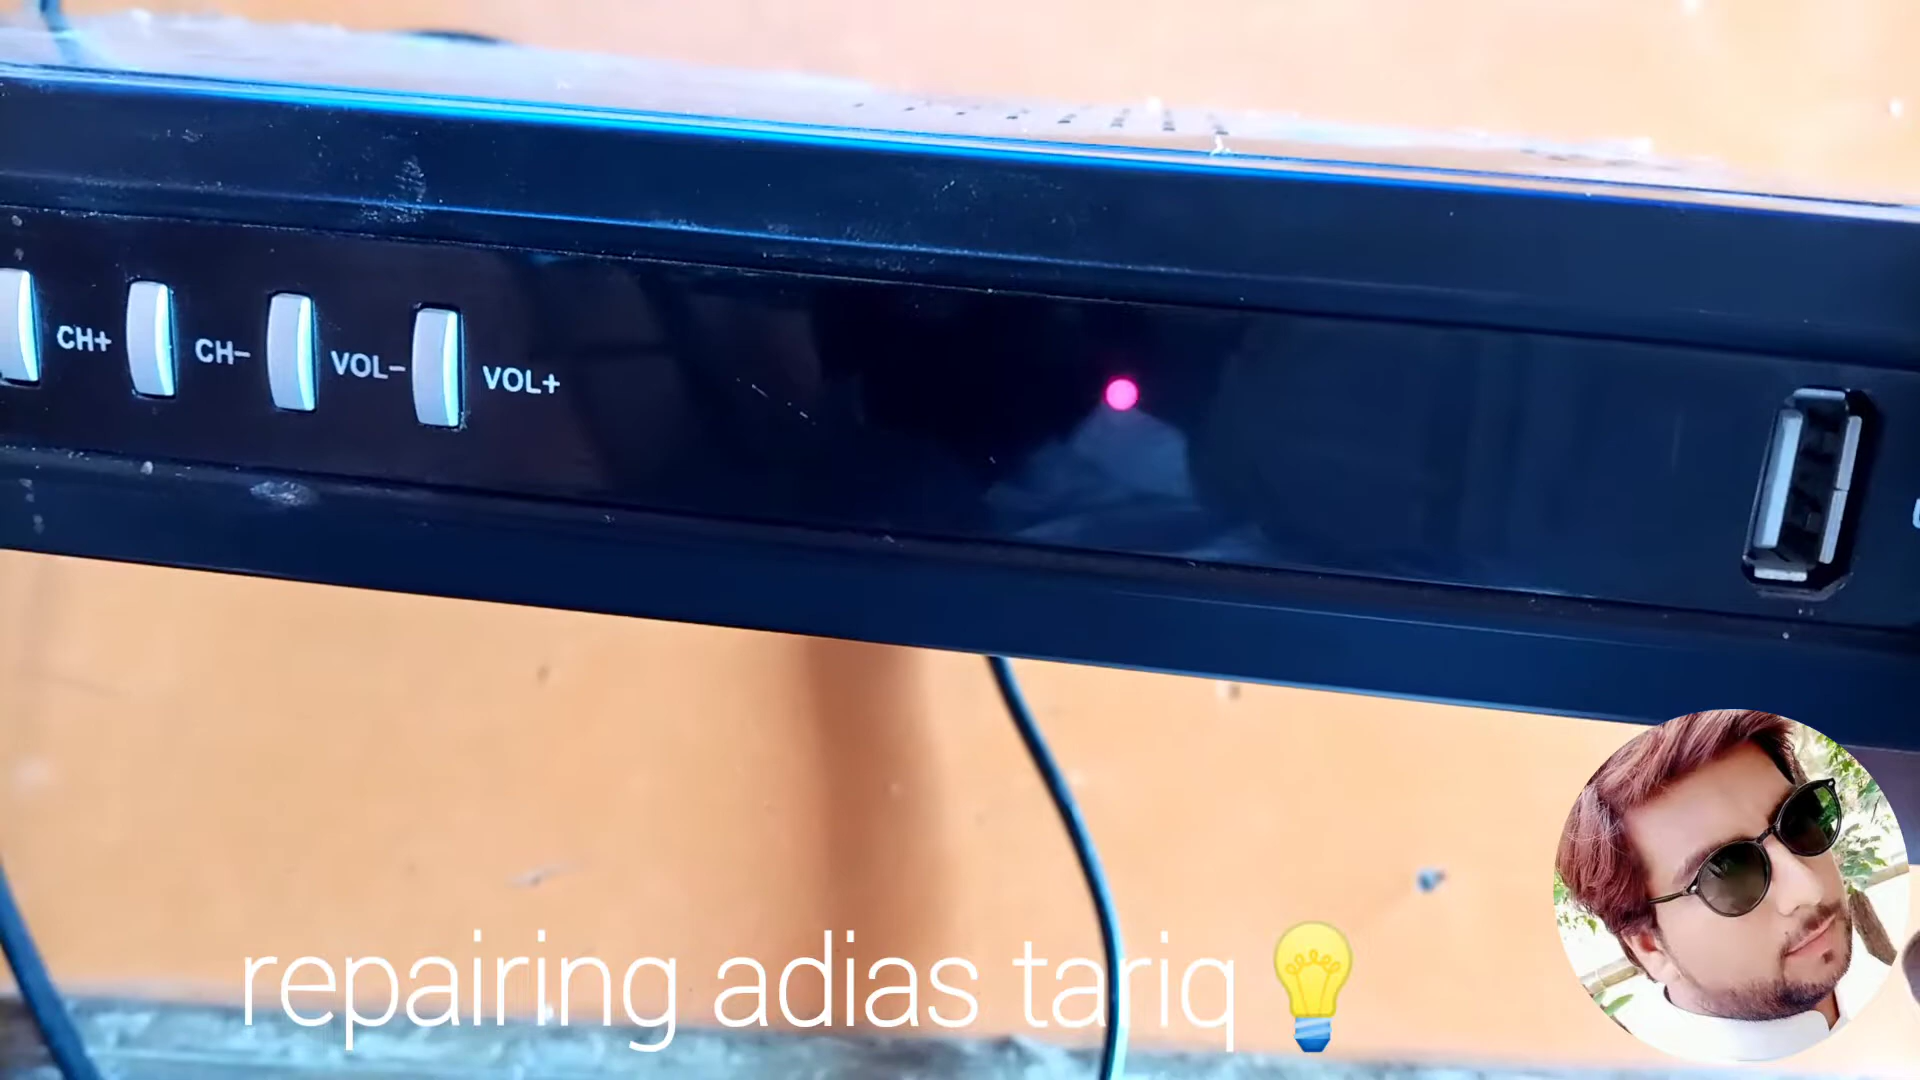 CH+ CH- VOL- VOL+
repairing adias tariq